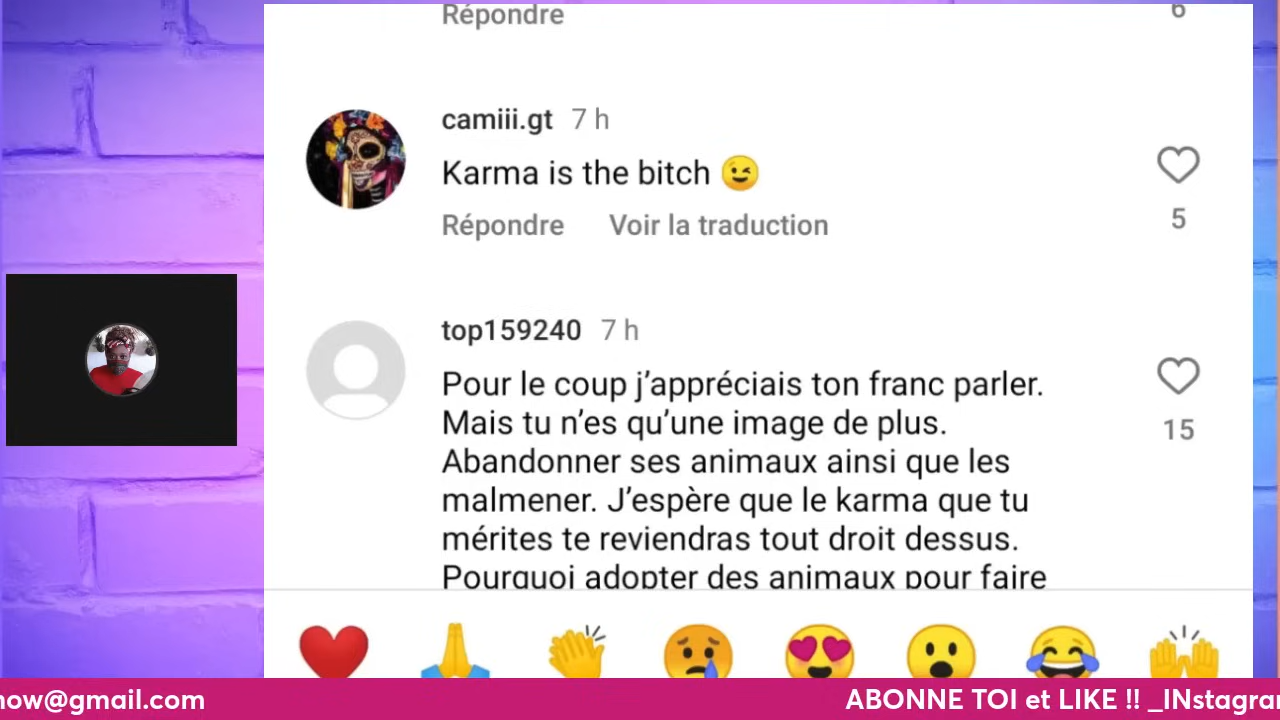 Répondre
6
camiii.gt 7 h
Karma is the bitch 😉
5
Répondre Voir la traduction
top159240 7 h
Pour le coup j’appréciais ton franc parler.
Mais tu n’es qu’une image de plus.
15
Abandonner ses animaux ainsi que les
malmener. J’espère que le karma que tu
mérites te reviendras tout droit dessus.
Pourquoi adopter des animaux pour faire
now@gmail.com
ABONNE TOI et LIKE !! _INstagra